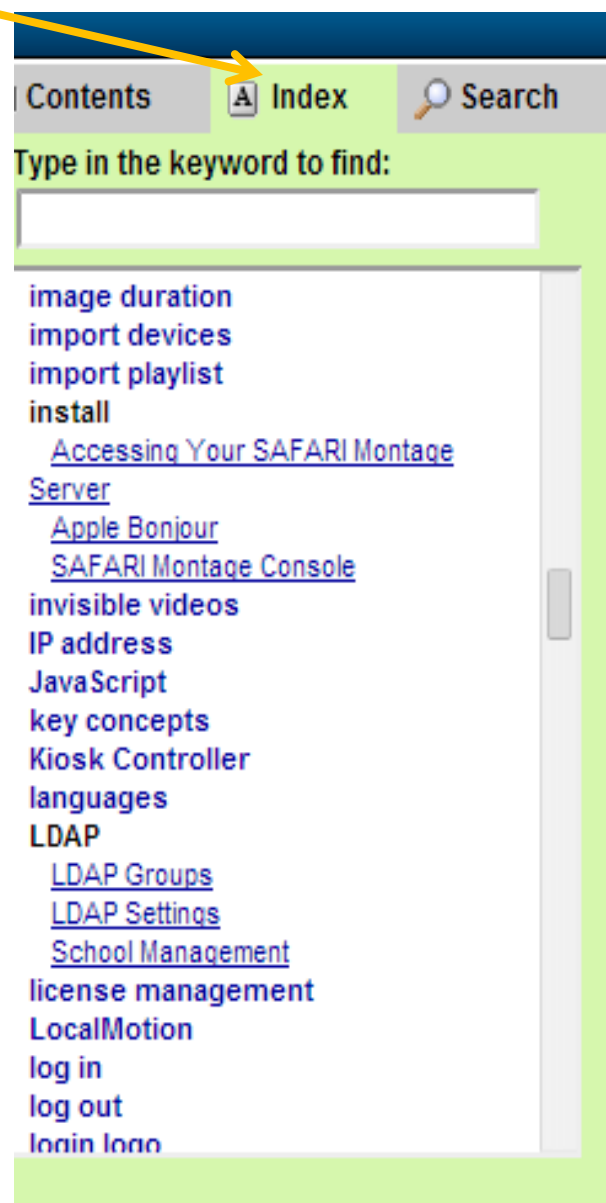 Contents Index Search
Type in the keyword to find:
image duration
import devices
import playlist
install
Accessing Your SAFARI Montage
Server
Apple Bonjour
SAFARI Montage Console
invisible videos
IP address
JavaScript
key concepts
Kiosk Controller
languages
LDAP
LDAP Groups
LDAP Settings
School Management
license management
LocalMotion
log in
log out
login logo